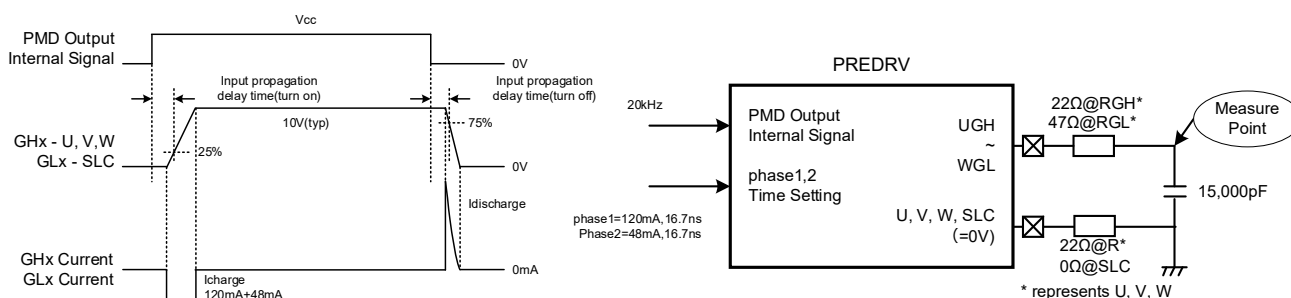 Vcc
PMD Output
Internal Signal
0V
Input propagation
delay time(turn on)
Input propagation
delay time(turn off)
10V(typ)
75%
GHx - U, V,W
GLx - SLC
25%
0V
Idischarge
GHx Current
GLx Current
0mA
Icharge
120mA+48mA
PREDRV
20kHz
PMD Output
Internal Signal
phase1,2
Time Setting
phase1=120mA,16.7ns
Phase2=48mA,16.7ns
UGH
~
WGL
U, V, W, SLC
(=0V)
22Ω@RGH*
47Ω@RGL*
Measure
Point
15,000pF
22Ω@R*
0Ω@SLC
* represents U, V, W